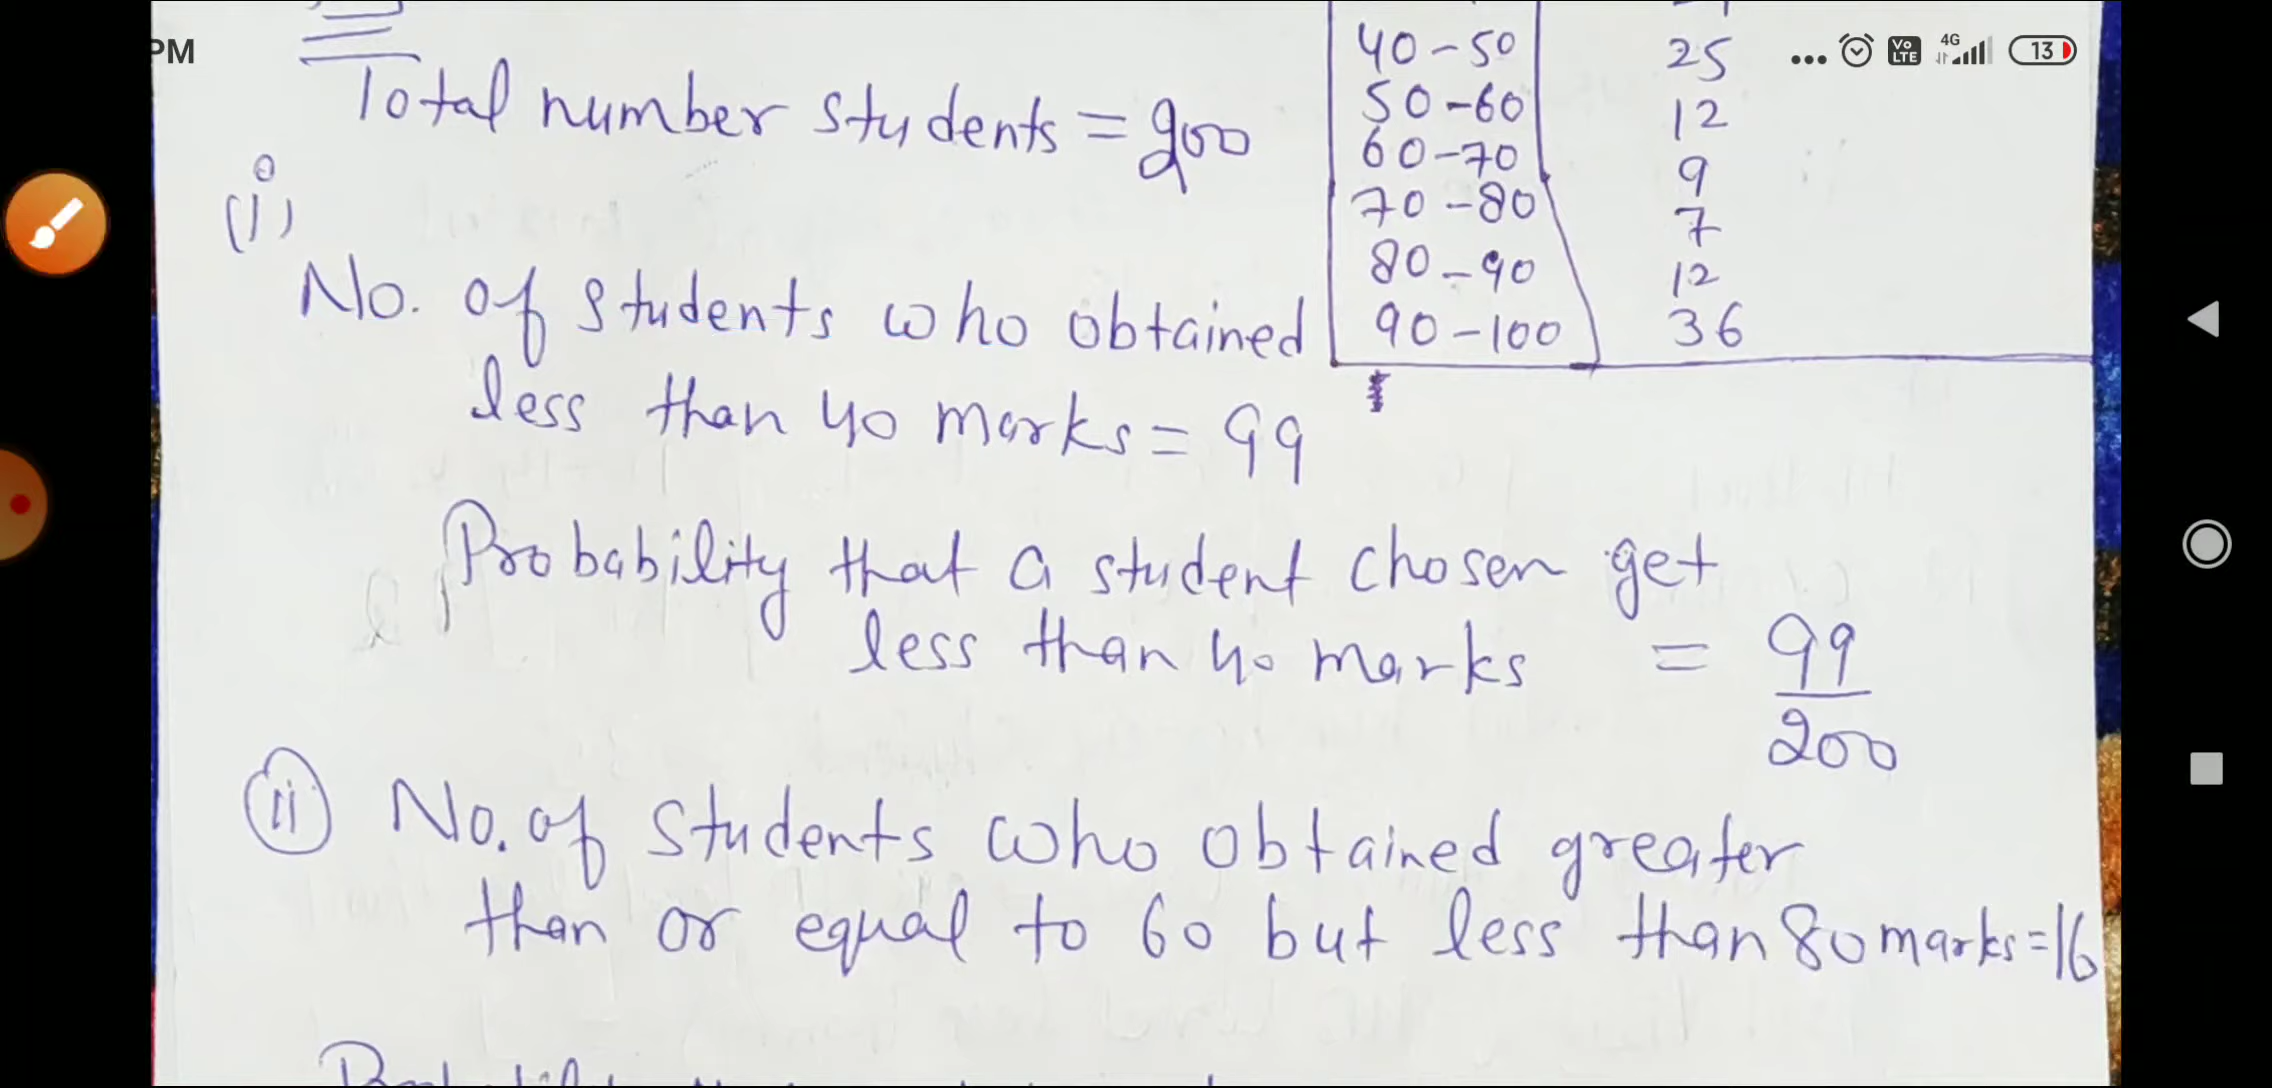 PM
Vo LTE 4G 13
40-50 25
50-60 12
60-70 9
70-80 7
80-90 12
90-100 36
Total number students = 200
(i)
No. of students who obtained
less than 40 marks = 99
Probability that a student chosen get
less than 40 marks = 99/200
(ii) No. of students who obtained greater
than or equal to 60 but less than 80 marks = 16